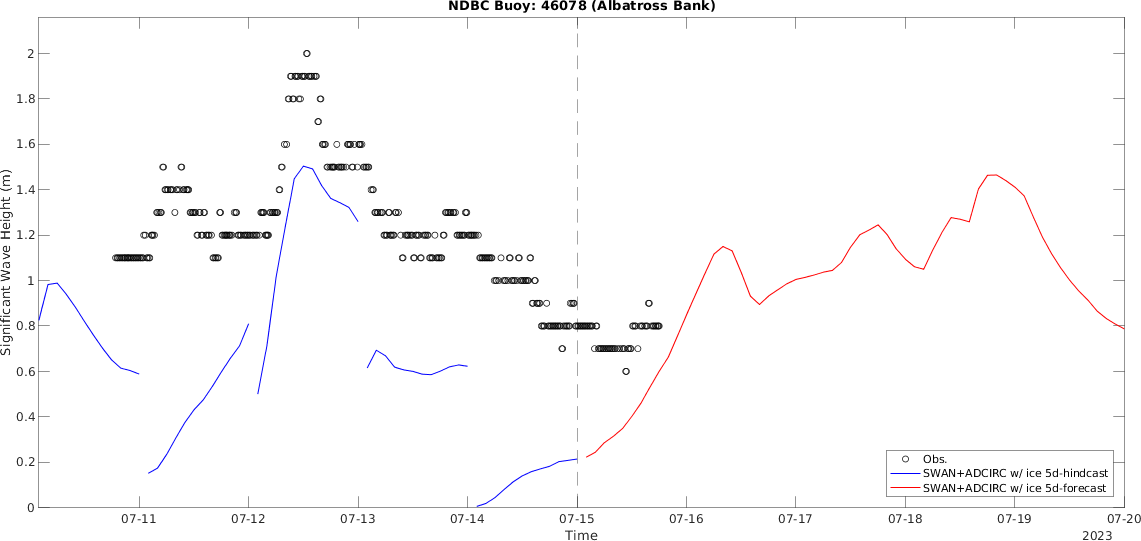 NDBC Buoy: 46078 (Albatross Bank)
Significant Wave Height (m)
2
1.8
1.6
1.4
1.2
1
0.8
0.6
0.4
0.2
0
Obs.
SWAN+ADCIRC w/ ice 5d-hindcast
SWAN+ADCIRC w/ ice 5d-forecast
07-11 07-12 07-13 07-14 07-15 07-16 07-17 07-18 07-19 07-20
Time
2023